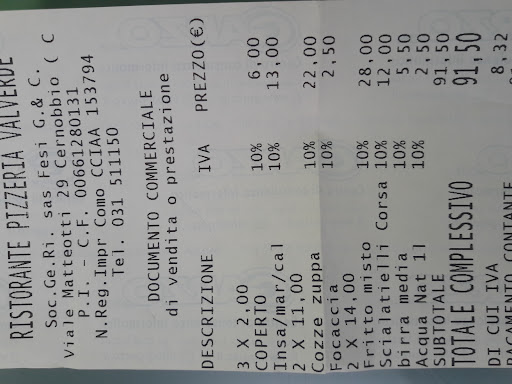 RISTORANTE PIZZERIA VALVERDE
Soc.Ge.Ri. sas Fesi G.& C.
Viale Matteotti 29 Cernobbio ( C
P.I. - C.F. 00661280131
N.Reg.Impr Como CCIAA 153794
Tel. 031 511150
DOCUMENTO COMMERCIALE
di vendita o prestazione
DESCRIZIONE IVA PREZZO(€)
3 X 2,00
COPERTO 10% 6,00
Insa/mar/cal 10% 13,00
2 X 11,00
Cozze zuppa 10% 22,00
Focaccia 10% 2,50
2 X 14,00
Fritto misto 10% 28,00
Scialatielli Corsa 10% 12,00
birra media 10% 5,50
Acqua Nat 1l 10% 2,50
SUBTOTALE 91,50
TOTALE COMPLESSIVO 91,50
DI CUI IVA 8,32
PAGAMENTO CONTANTE